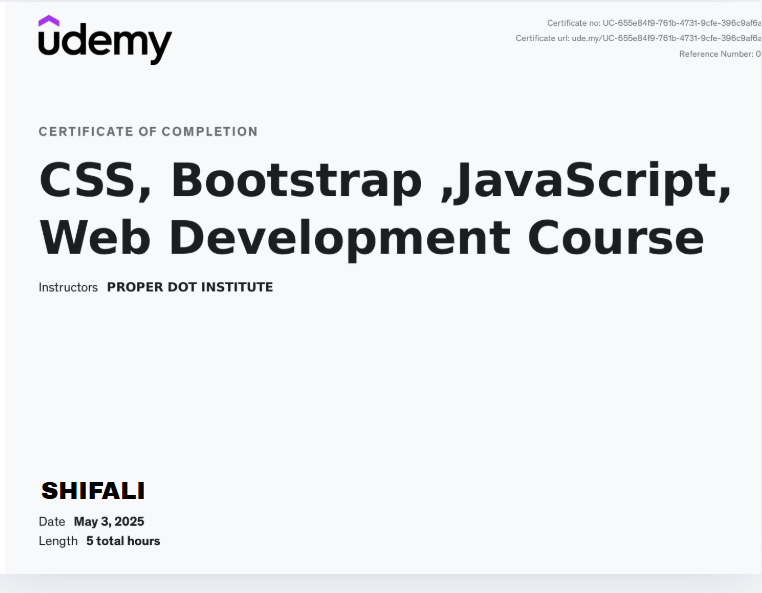 udemy
Certificate no: UC-655e84f9-761b-4731-9cfe-396c9af6a
Certificate url: ude.my/UC-655e84f9-761b-4731-9cfe-396c9af6a
Reference Number: 0
CERTIFICATE OF COMPLETION
CSS, Bootstrap ,JavaScript,
Web Development Course
Instructors PROPER DOT INSTITUTE
SHIFALI
Date May 3, 2025
Length 5 total hours